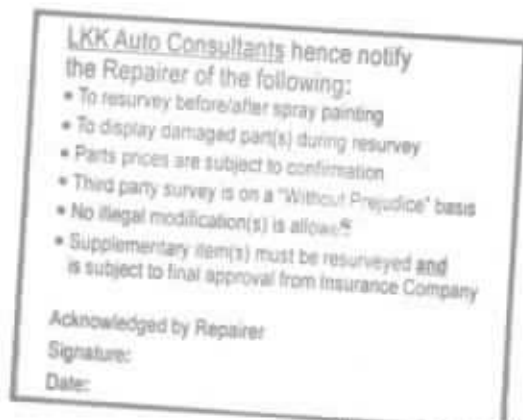 LKK Auto Consultants hence notify
the Repairer of the following:
• To resurvey before/after spray painting
• To display damaged part(s) during resurvey
• Parts prices are subject to confirmation
• Third party survey is on a "Without Prejudice" basis
• No illegal modification(s) is allowed
• Supplementary item(s) must be resurveyed and
is subject to final approval from Insurance Company
Acknowledged by Repairer
Signature:
Date: